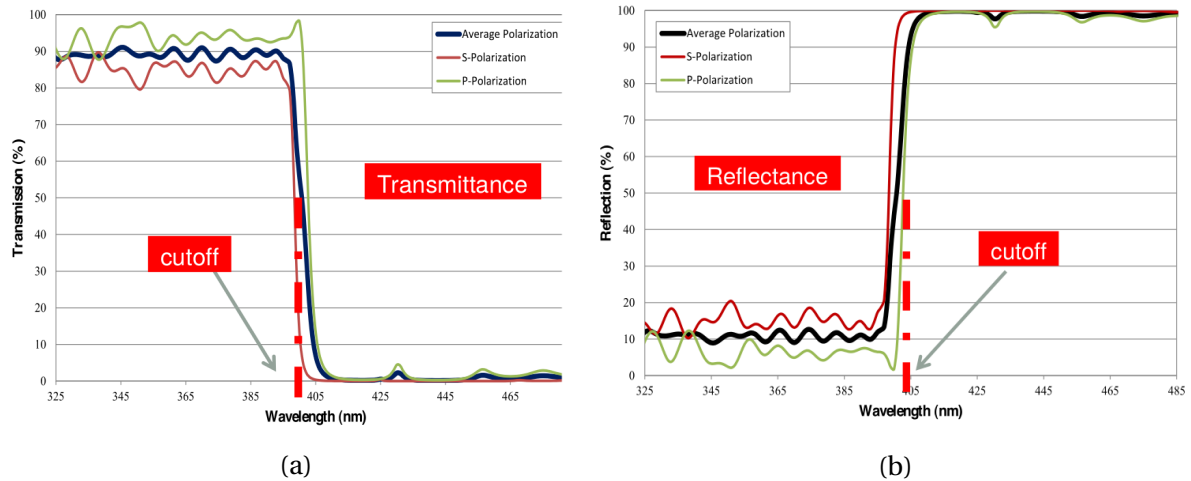 100
90
80
70
60
50
40
30
20
10
0
Transmission (%)
325 345 365 385 405 425 445 465
Wavelength (nm)
Average Polarization
S-Polarization
P-Polarization
Transmittance
cutoff
(a)
100
90
80
70
60
50
40
30
20
10
0
Reflection (%)
325 345 365 385 405 425 445 465 485
Wavelength (nm)
Average Polarization
S-Polarization
P-Polarization
Reflectance
cutoff
(b)